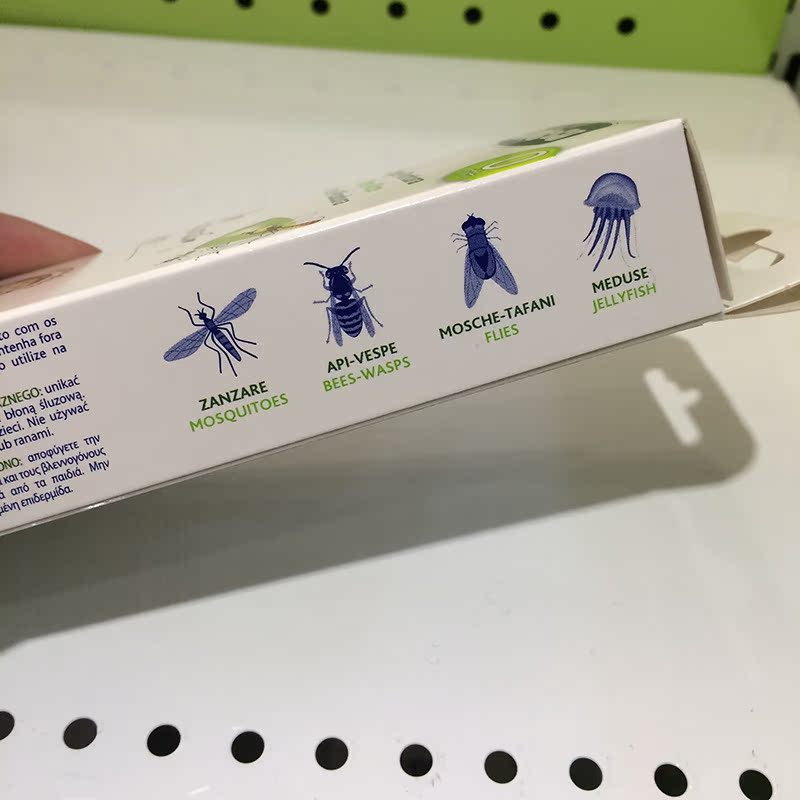 to com os
ntenha fora
o utilize na
ZNEGO: unikać
błoną śluzową.
zieci. Nie używać
ub ranami.
ONO: αποφύγετε την
και τους βλεννογόνους
ά από τα παιδιά. Μην
μένη επιδερμίδα.
ZANZARE
MOSQUITOES
API-VESPE
BEES-WASPS
MOSCHE-TAFANI
FLIES
MEDUSE
JELLYFISH